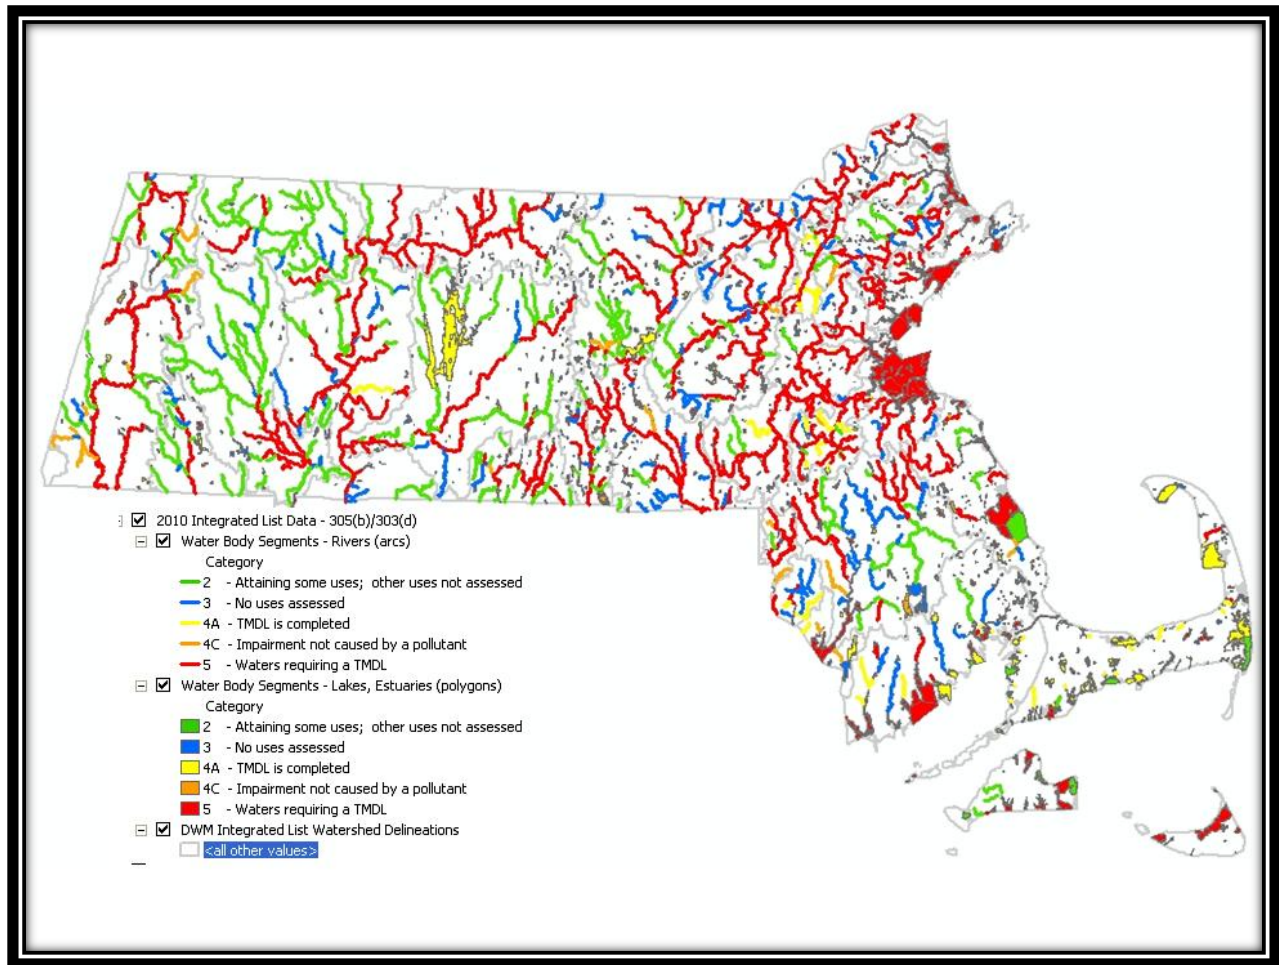 2010 Integrated List Data - 305(b)/303(d)
Water Body Segments - Rivers (arcs)
Category
2 - Attaining some uses; other uses not assessed
3 - No uses assessed
4A - TMDL is completed
4C - Impairment not caused by a pollutant
5 - Waters requiring a TMDL
Water Body Segments - Lakes, Estuaries (polygons)
Category
2 - Attaining some uses; other uses not assessed
3 - No uses assessed
4A - TMDL is completed
4C - Impairment not caused by a pollutant
5 - Waters requiring a TMDL
DWM Integrated List Watershed Delineations
<all other values>